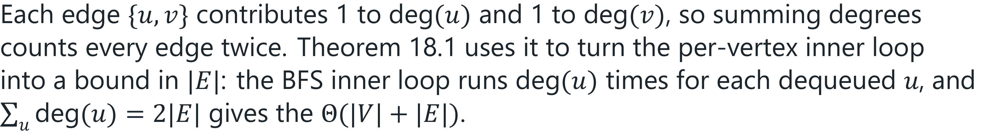 Each edge {u, v} contributes 1 to deg(u) and 1 to deg(v), so summing degrees
counts every edge twice. Theorem 18.1 uses it to turn the per-vertex inner loop
into a bound in |E|: the BFS inner loop runs deg(u) times for each dequeued u, and
∑_u deg(u) = 2|E| gives the Θ(|V| + |E|).